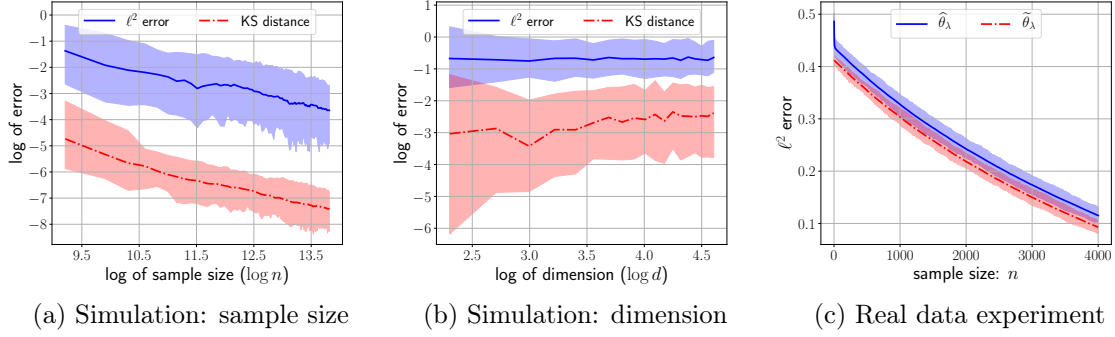 ℓ² error KS distance
log of error
0
−1
−2
−3
−4
−5
−6
−7
−8
9.5 10.5 11.5 12.5 13.5
log of sample size (log n)
(a) Simulation: sample size
ℓ² error KS distance
log of error
0
−1
−2
−3
−4
−5
−6
2.5 3.0 3.5 4.0 4.5
log of dimension (log d)
(b) Simulation: dimension
θ̂_λ θ̃_λ
ℓ² error
0.5
0.4
0.3
0.2
0.1
0 1000 2000 3000 4000
sample size: n
(c) Real data experiment